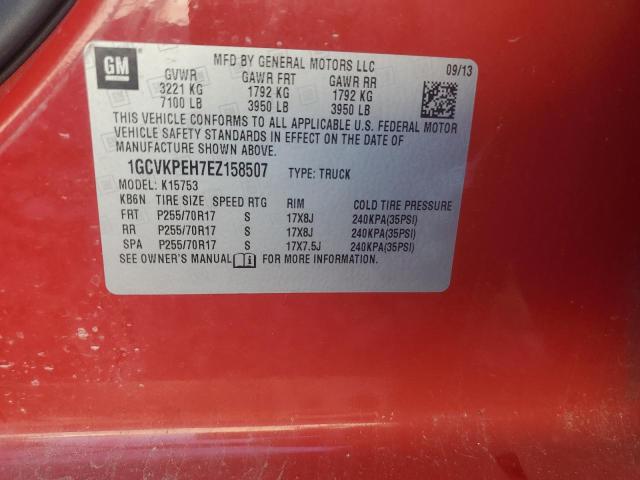 GM
MFD BY GENERAL MOTORS LLC 09/13
GVWR GAWR FRT GAWR RR
3221 KG 1792 KG 1792 KG
7100 LB 3950 LB 3950 LB
THIS VEHICLE CONFORMS TO ALL APPLICABLE U.S. FEDERAL MOTOR
VEHICLE SAFETY STANDARDS IN EFFECT ON THE DATE OF
MANUFACTURE SHOWN ABOVE.
1GCVKPEH7EZ158507 TYPE: TRUCK
MODEL: K15753
KB6N TIRE SIZE SPEED RTG RIM COLD TIRE PRESSURE
FRT P255/70R17 S 17X8J 240KPA(35PSI)
RR P255/70R17 S 17X8J 240KPA(35PSI)
SPA P255/70R17 S 17X7.5J 240KPA(35PSI)
SEE OWNER'S MANUAL FOR MORE INFORMATION.